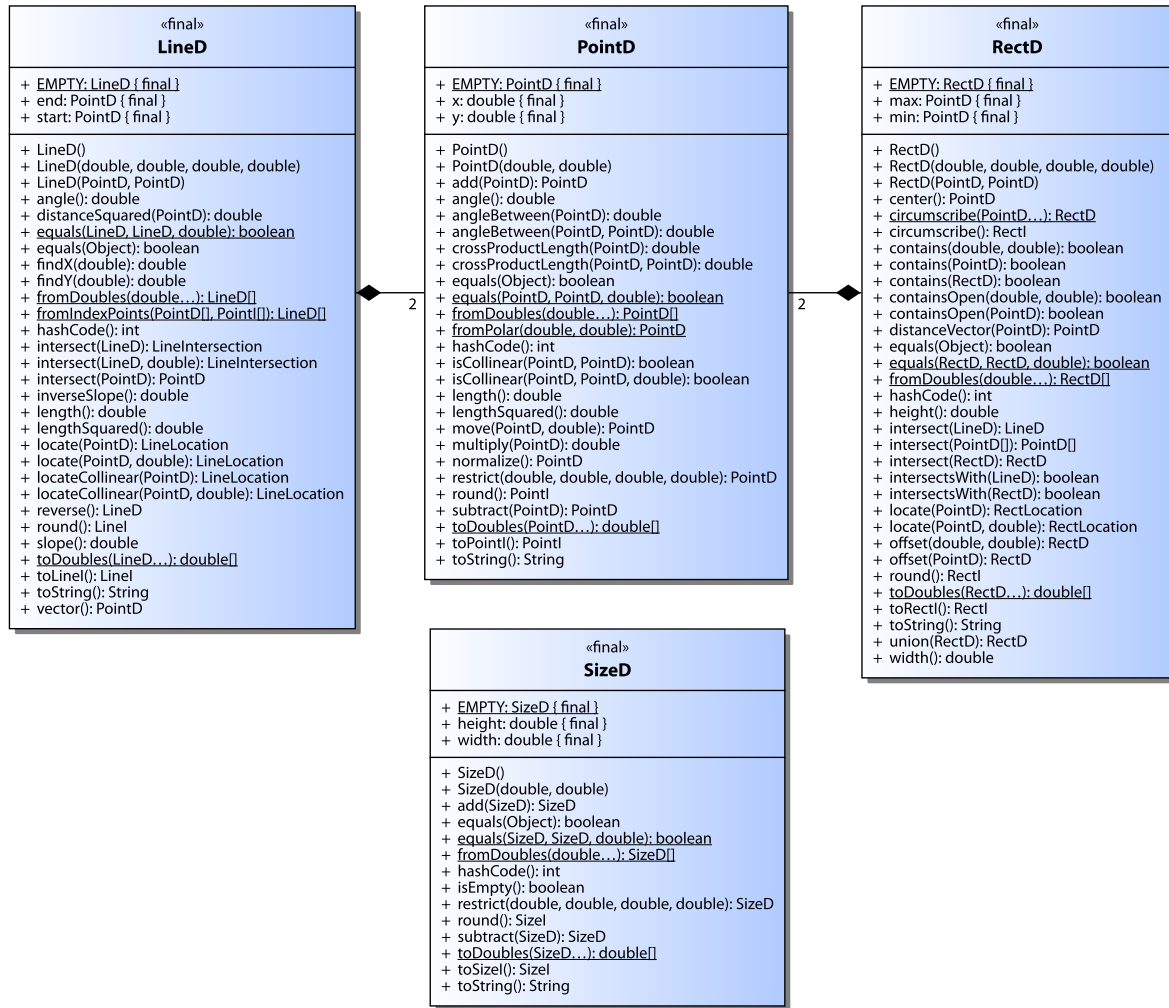 «final»
LineD
+ EMPTY: LineD { final }
+ end: PointD { final }
+ start: PointD { final }
+ LineD()
+ LineD(double, double, double, double)
+ LineD(PointD, PointD)
+ angle(): double
+ distanceSquared(PointD): double
+ equals(LineD, LineD, double): boolean
+ equals(Object): boolean
+ findX(double): double
+ findY(double): double
+ fromDoubles(double…): LineD[]
+ fromIndexPoints(PointD[], PointI[]): LineD[]
+ hashCode(): int
+ intersect(LineD): LineIntersection
+ intersect(LineD, double): LineIntersection
+ intersect(PointD): PointD
+ inverseSlope(): double
+ length(): double
+ lengthSquared(): double
+ locate(PointD): LineLocation
+ locate(PointD, double): LineLocation
+ locateCollinear(PointD): LineLocation
+ locateCollinear(PointD, double): LineLocation
+ reverse(): LineD
+ round(): LineI
+ slope(): double
+ toDoubles(LineD…): double[]
+ toLineI(): LineI
+ toString(): String
+ vector(): PointD
2
«final»
PointD
+ EMPTY: PointD { final }
+ x: double { final }
+ y: double { final }
+ PointD()
+ PointD(double, double)
+ add(PointD): PointD
+ angle(): double
+ angleBetween(PointD): double
+ angleBetween(PointD, PointD): double
+ crossProductLength(PointD): double
+ crossProductLength(PointD, PointD): double
+ equals(Object): boolean
+ equals(PointD, PointD, double): boolean
+ fromDoubles(double…): PointD[]
+ fromPolar(double, double): PointD
+ hashCode(): int
+ isCollinear(PointD, PointD): boolean
+ isCollinear(PointD, PointD, double): boolean
+ length(): double
+ lengthSquared(): double
+ move(PointD, double): PointD
+ multiply(PointD): double
+ normalize(): PointD
+ restrict(double, double, double, double): PointD
+ round(): PointI
+ subtract(PointD): PointD
+ toDoubles(PointD…): double[]
+ toPointI(): PointI
+ toString(): String
2
«final»
RectD
+ EMPTY: RectD { final }
+ max: PointD { final }
+ min: PointD { final }
+ RectD()
+ RectD(double, double, double, double)
+ RectD(PointD, PointD)
+ center(): PointD
+ circumscribe(PointD…): RectD
+ circumscribe(): RectI
+ contains(double, double): boolean
+ contains(PointD): boolean
+ contains(RectD): boolean
+ containsOpen(double, double): boolean
+ containsOpen(PointD): boolean
+ distanceVector(PointD): PointD
+ equals(Object): boolean
+ equals(RectD, RectD, double): boolean
+ fromDoubles(double…): RectD[]
+ hashCode(): int
+ height(): double
+ intersect(LineD): LineD
+ intersect(PointD[]): PointD[]
+ intersect(RectD): RectD
+ intersectsWith(LineD): boolean
+ intersectsWith(RectD): boolean
+ locate(PointD): RectLocation
+ locate(PointD, double): RectLocation
+ offset(double, double): RectD
+ offset(PointD): RectD
+ round(): RectI
+ toDoubles(RectD…): double[]
+ toRectI(): RectI
+ toString(): String
+ union(RectD): RectD
+ width(): double
«final»
SizeD
+ EMPTY: SizeD { final }
+ height: double { final }
+ width: double { final }
+ SizeD()
+ SizeD(double, double)
+ add(SizeD): SizeD
+ equals(Object): boolean
+ equals(SizeD, SizeD, double): boolean
+ fromDoubles(double…): SizeD[]
+ hashCode(): int
+ isEmpty(): boolean
+ restrict(double, double, double, double): SizeD
+ round(): SizeI
+ subtract(SizeD): SizeD
+ toDoubles(SizeD…): double[]
+ toSizeI(): SizeI
+ toString(): String